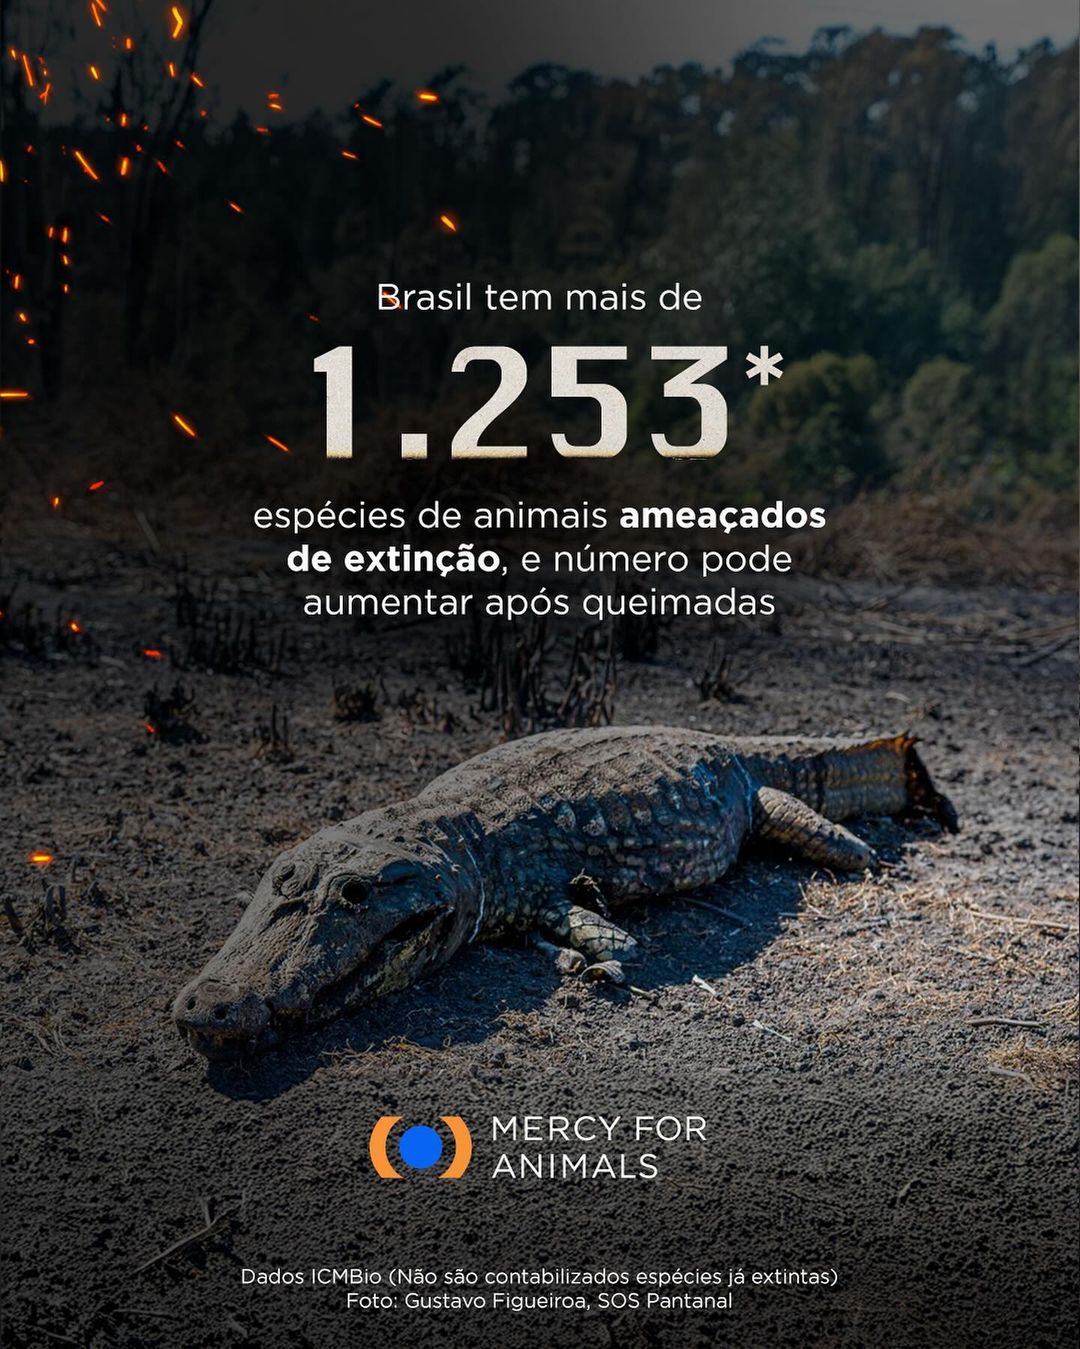 Brasil tem mais de
1.253*
espécies de animais ameaçados
de extinção, e número pode
aumentar após queimadas
MERCY FOR
ANIMALS
Dados ICMBio (Não são contabilizados espécies já extintas)
Foto: Gustavo Figueiroa, SOS Pantanal